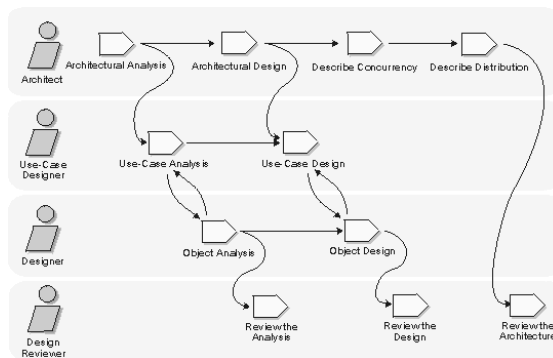 Architect
Architectural Analysis
Architectural Design
Describe Concurrency
Describe Distribution
Use-Case
Designer
Use-Case Analysis
Use-Case Design
Designer
Object Analysis
Object Design
Design
Reviewer
Review the
Analysis
Review the
Design
Review the
Architecture